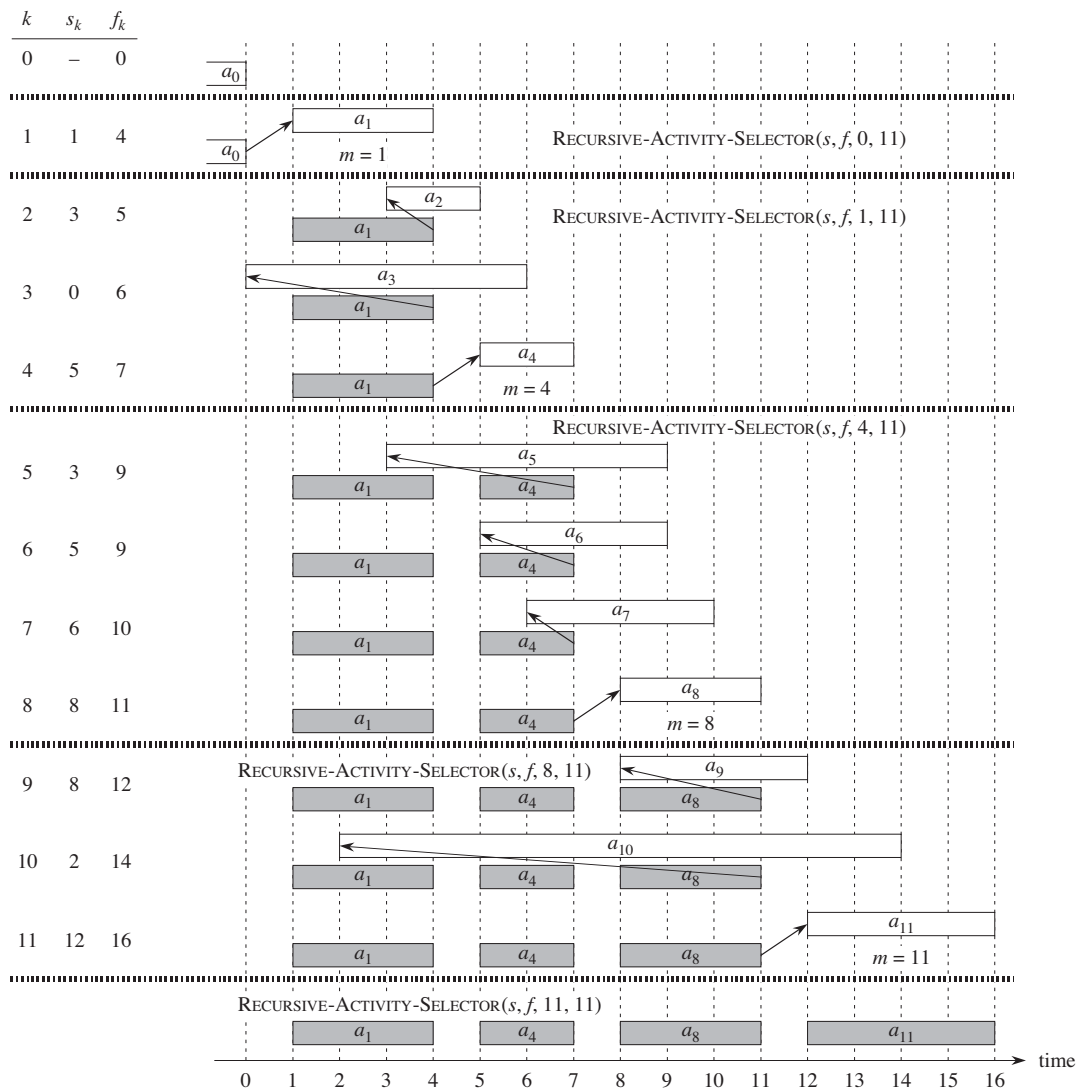 k s_k f_k
0 – 0
a_0
1 1 4
a_1
a_0
m = 1
RECURSIVE-ACTIVITY-SELECTOR(s, f, 0, 11)
2 3 5
a_2
a_1
RECURSIVE-ACTIVITY-SELECTOR(s, f, 1, 11)
3 0 6
a_3
a_1
4 5 7
a_4
a_1
m = 4
RECURSIVE-ACTIVITY-SELECTOR(s, f, 4, 11)
5 3 9
a_5
a_1 a_4
6 5 9
a_6
a_1 a_4
7 6 10
a_7
a_1 a_4
8 8 11
a_8
a_1 a_4
m = 8
RECURSIVE-ACTIVITY-SELECTOR(s, f, 8, 11)
9 8 12
a_9
a_1 a_4 a_8
10 2 14
a_10
a_1 a_4 a_8
11 12 16
a_11
a_1 a_4 a_8
m = 11
RECURSIVE-ACTIVITY-SELECTOR(s, f, 11, 11)
a_1 a_4 a_8 a_11
time
0 1 2 3 4 5 6 7 8 9 10 11 12 13 14 15 16